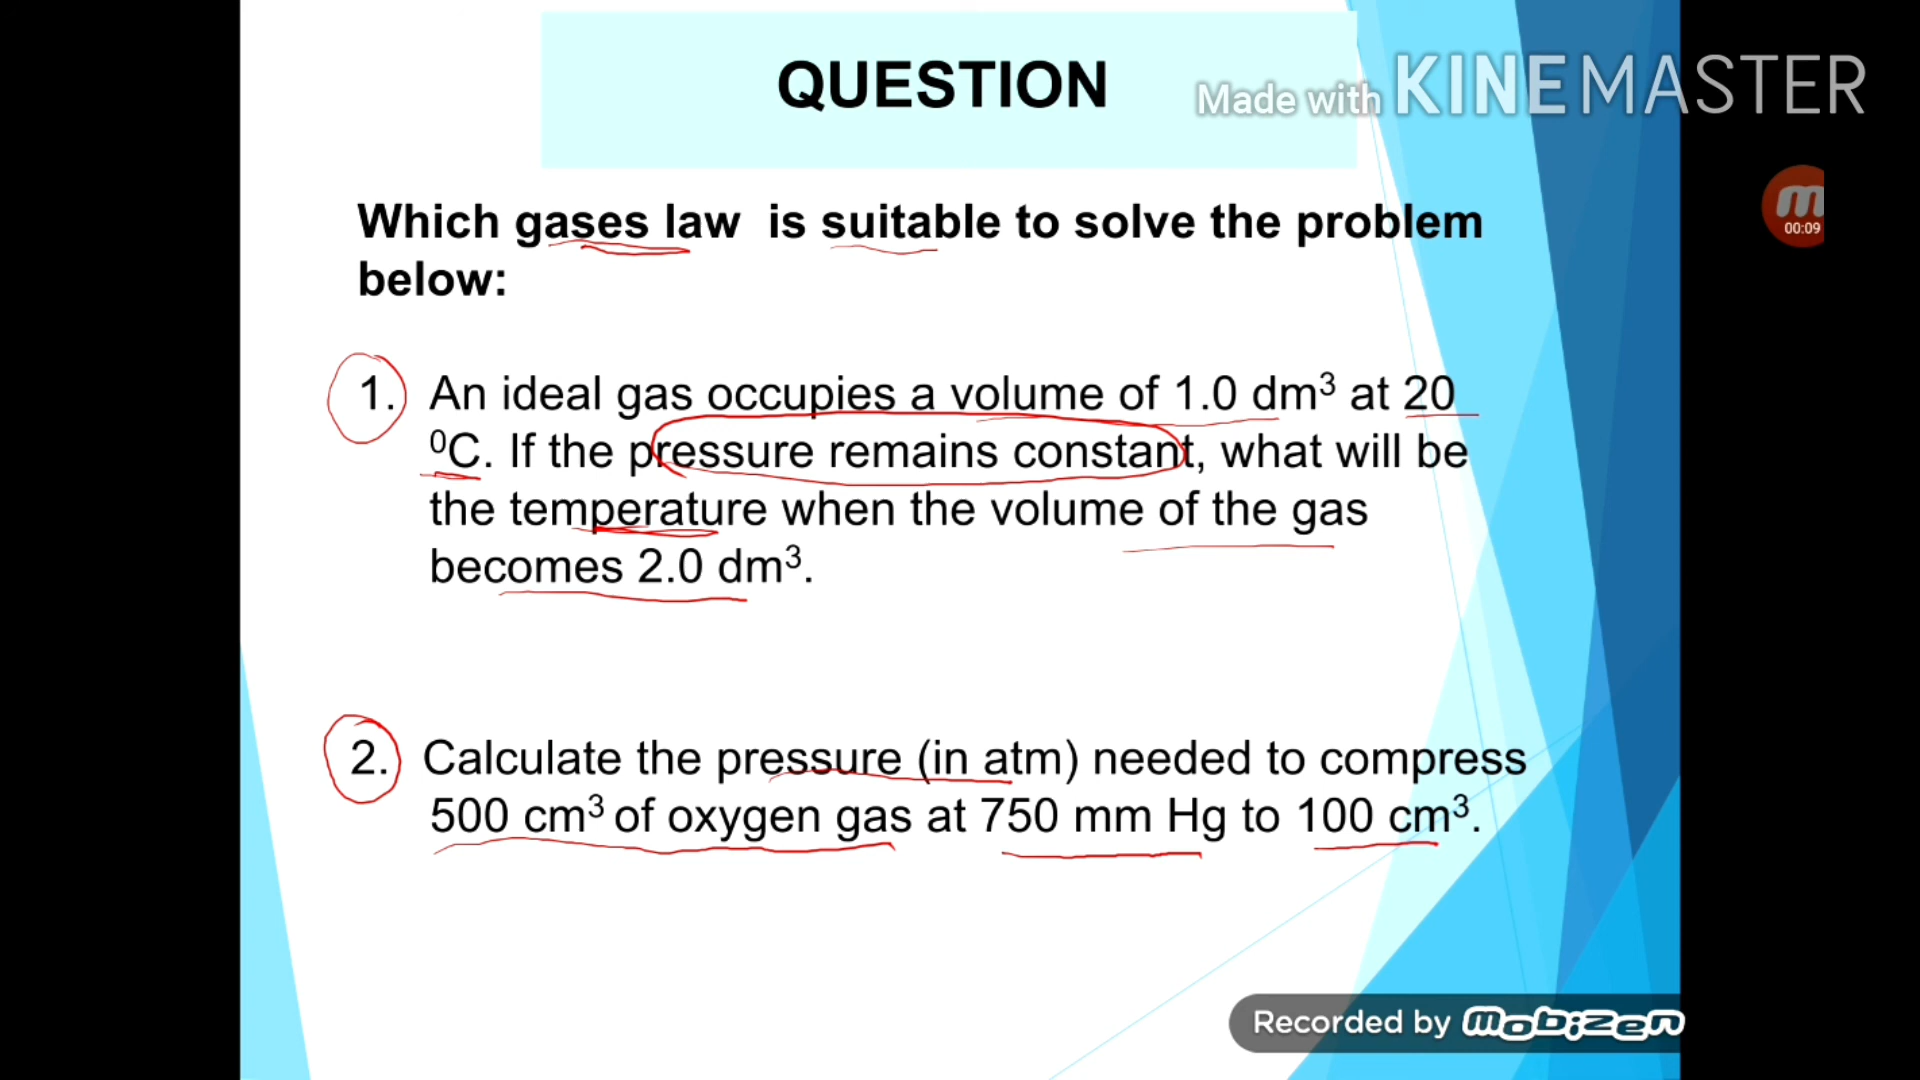 QUESTION
Made with KINEMASTER
00:09
Which gases law is suitable to solve the problem
below:
1. An ideal gas occupies a volume of 1.0 dm³ at 20
⁰C. If the pressure remains constant, what will be
the temperature when the volume of the gas
becomes 2.0 dm³.
2. Calculate the pressure (in atm) needed to compress
500 cm³ of oxygen gas at 750 mm Hg to 100 cm³.
Recorded by mobizen